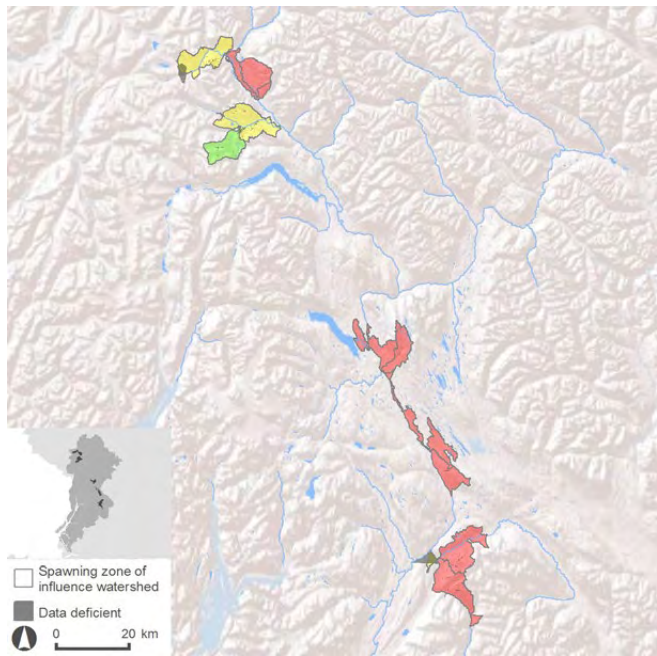 Spawning zone of
influence watershed
Data deficient
0 20 km